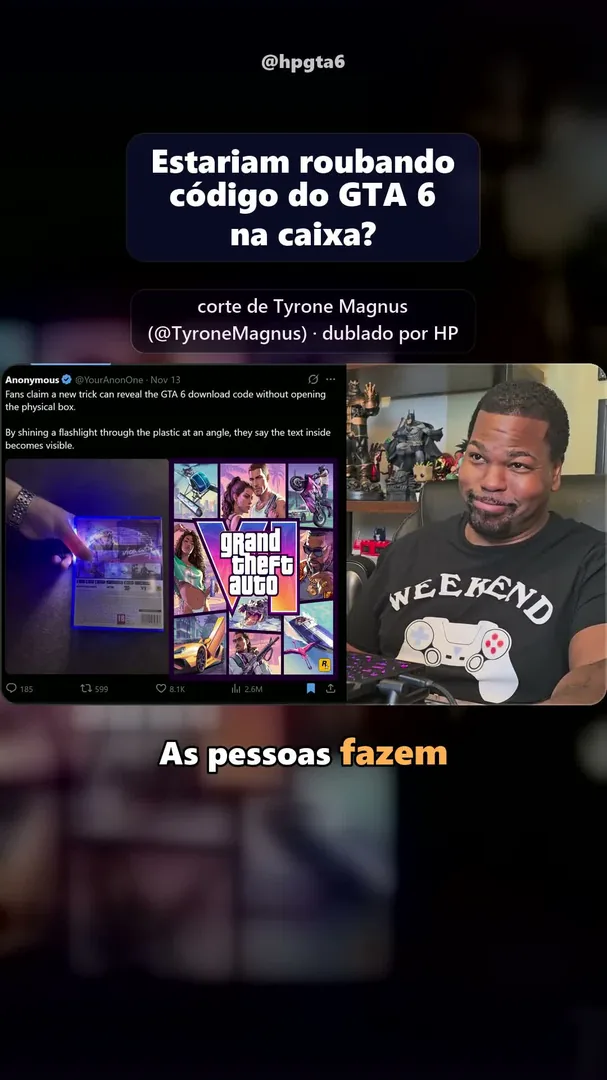 @hpgta6
Estariam roubando
código do GTA 6
na caixa?
corte de Tyrone Magnus
(@TyroneMagnus) · dublado por HP
Anonymous @YourAnonOne · Nov 13
Fans claim a new trick can reveal the GTA 6 download code without opening
the physical box.
By shining a flashlight through the plastic at an angle, they say the text inside
becomes visible.
grand
theft
auto
VI
R
WEEKEND
185 599 8.1K 2.6M
As pessoas fazem